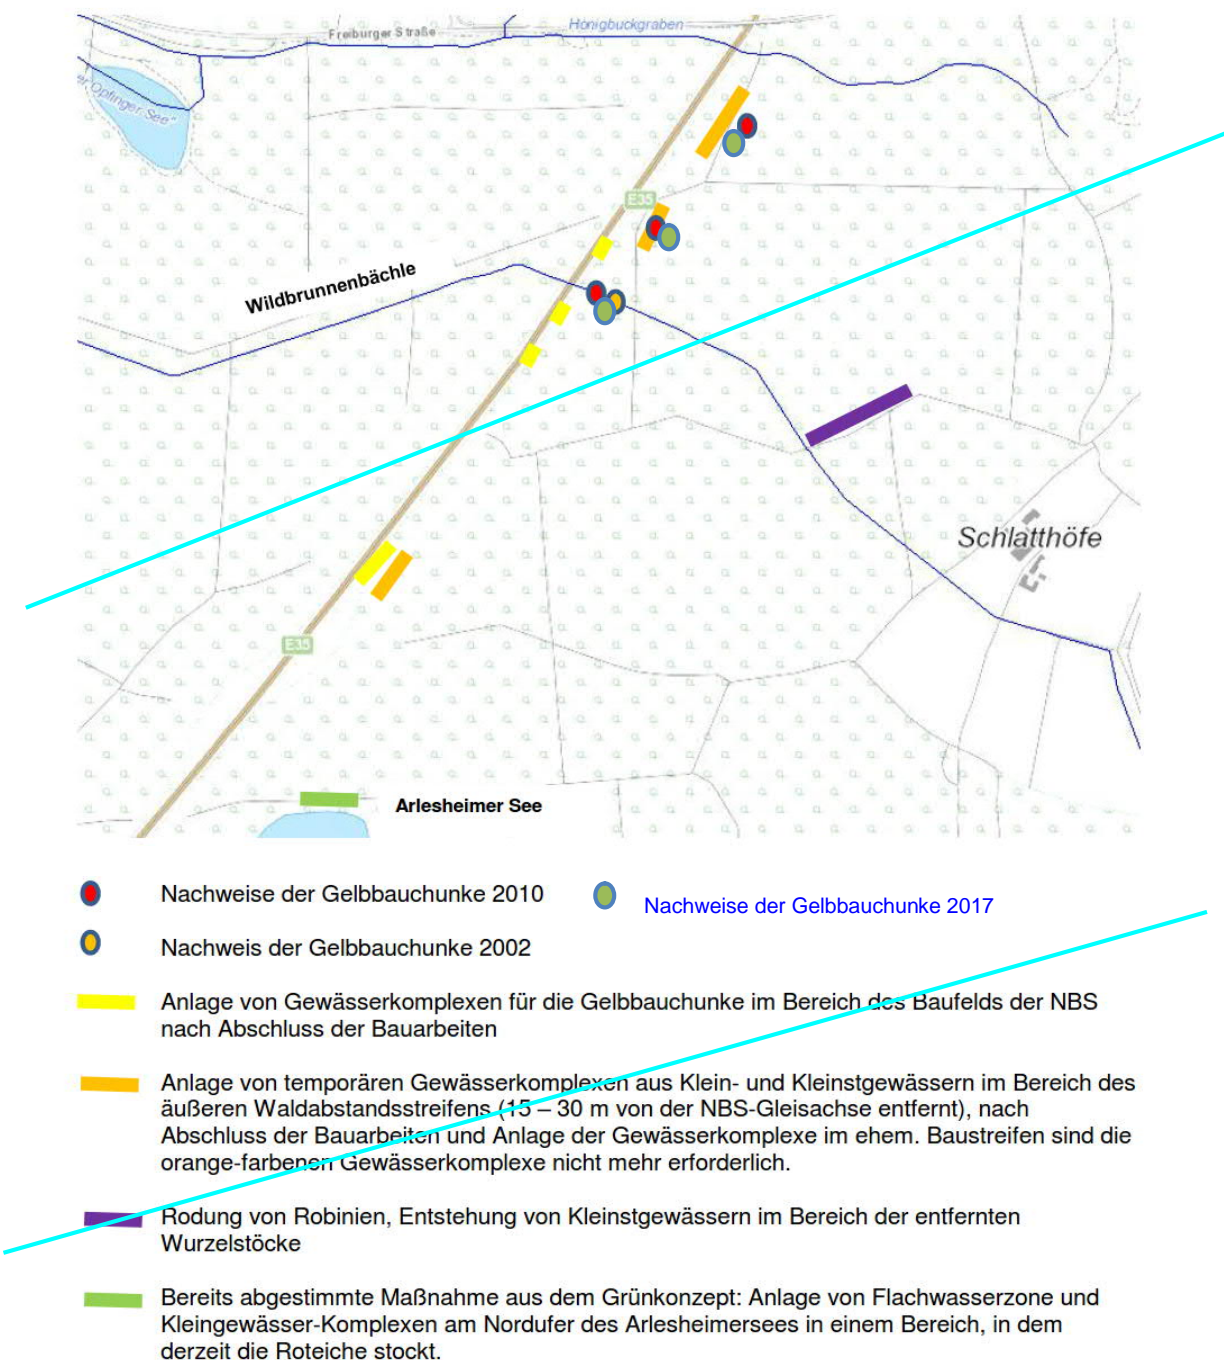 Freiburger Straße
Honigbuckgraben
Opfinger See"
E35
Wildbrunnenbächle
Schlatthöfe
E35
Arlesheimer See
Nachweise der Gelbbauchunke 2010
Nachweise der Gelbbauchunke 2017
Nachweis der Gelbbauchunke 2002
Anlage von Gewässerkomplexen für die Gelbbauchunke im Bereich des Baufelds der NBS
nach Abschluss der Bauarbeiten
Anlage von temporären Gewässerkomplexen aus Klein- und Kleinstgewässern im Bereich des
äußeren Waldabstandsstreifens (15 – 30 m von der NBS-Gleisachse entfernt), nach
Abschluss der Bauarbeiten und Anlage der Gewässerkomplexe im ehem. Baustreifen sind die
orange-farbenen Gewässerkomplexe nicht mehr erforderlich.
Rodung von Robinien, Entstehung von Kleinstgewässern im Bereich der entfernten
Wurzelstöcke
Bereits abgestimmte Maßnahme aus dem Grünkonzept: Anlage von Flachwasserzone und
Kleingewässer-Komplexen am Nordufer des Arlesheimersees in einem Bereich, in dem
derzeit die Roteiche stockt.